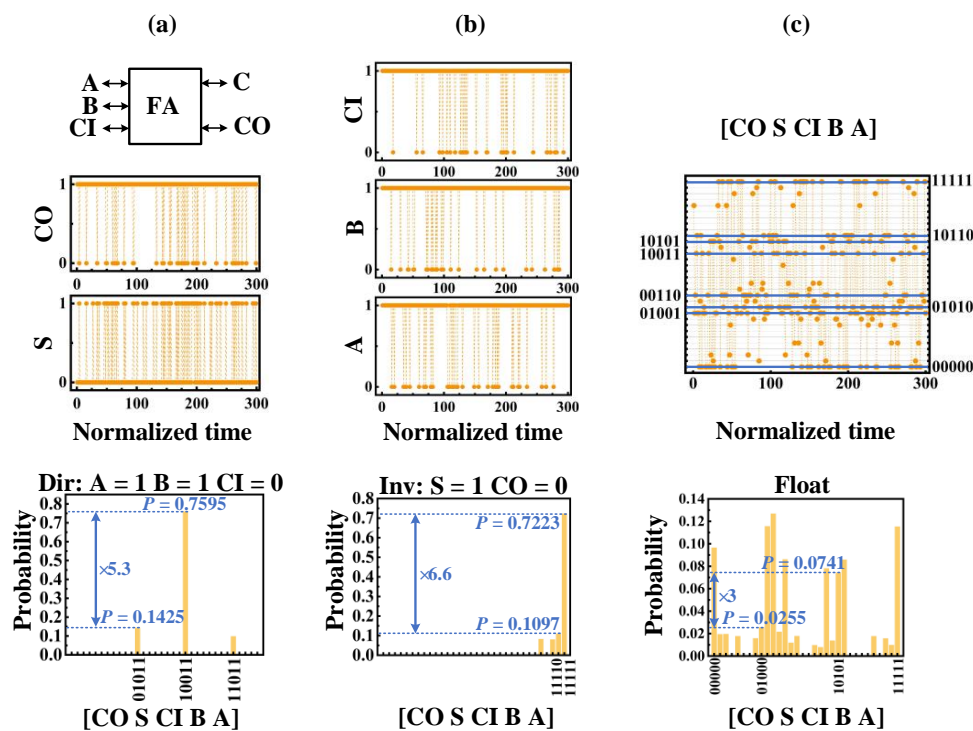 (a)
(b)
(c)
A
B
CI
FA
C
CO
CO
1
0
0 100 200 300
S
1
0
0 100 200 300
Normalized time
CI
1
0
0 100 200 300
B
1
0
0 100 200 300
A
1
0
0 100 200 300
Normalized time
[CO S CI B A]
11111
10110
10101
10011
00110
01010
01001
00000
0 100 200 300
Normalized time
Dir: A = 1 B = 1 CI = 0
Probability
0.8
0.7
0.6
0.5
0.4
0.3
0.2
0.1
0.0
P = 0.7595
×5.3
P = 0.1425
01011
10011
11011
[CO S CI B A]
Inv: S = 1 CO = 0
Probability
0.8
0.7
0.6
0.5
0.4
0.3
0.2
0.1
0.0
P = 0.7223
×6.6
P = 0.1097
11110
11111
[CO S CI B A]
Float
Probability
0.14
0.12
0.10
0.08
0.06
0.04
0.02
0.00
P = 0.0741
×3
P = 0.0255
00000
01000
10101
11111
[CO S CI B A]